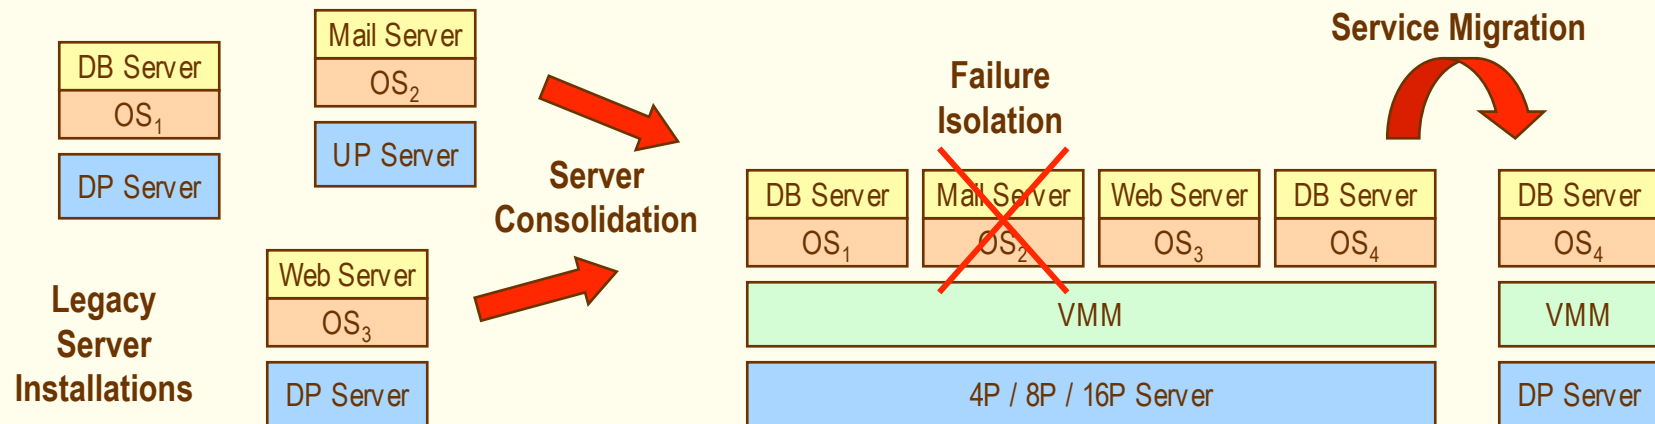 DB Server
OS₁
DP Server
Mail Server
OS₂
UP Server
Web Server
OS₃
DP Server
Legacy
Server
Installations
Server
Consolidation
Failure
Isolation
Service Migration
DB Server
OS₁
Mail Server
OS₂
Web Server
OS₃
DB Server
OS₄
VMM
4P / 8P / 16P Server
DB Server
OS₄
VMM
DP Server